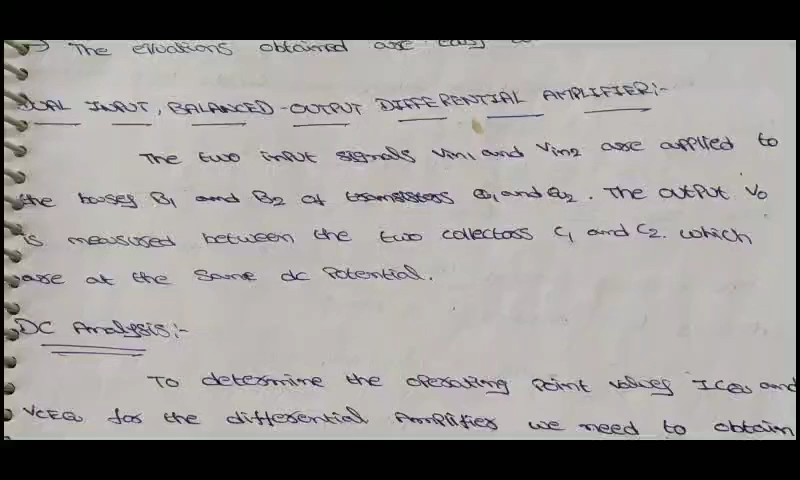 → The evuations obtained are easy
DUAL INPUT, BALANCED-OUTPUT DIFFERENTIAL AMPLIFIER:-
The two input signals Vin1 and Vin2 are applied to
the bases B1 and B2 of transistors Q1 and Q2. The output Vo
is measured between the two collectors C1 and C2. which
are at the same dc potential.
DC Analysis:-
To determine the operating point values ICQ and
VCEQ for the differential Amplifier we need to obtain